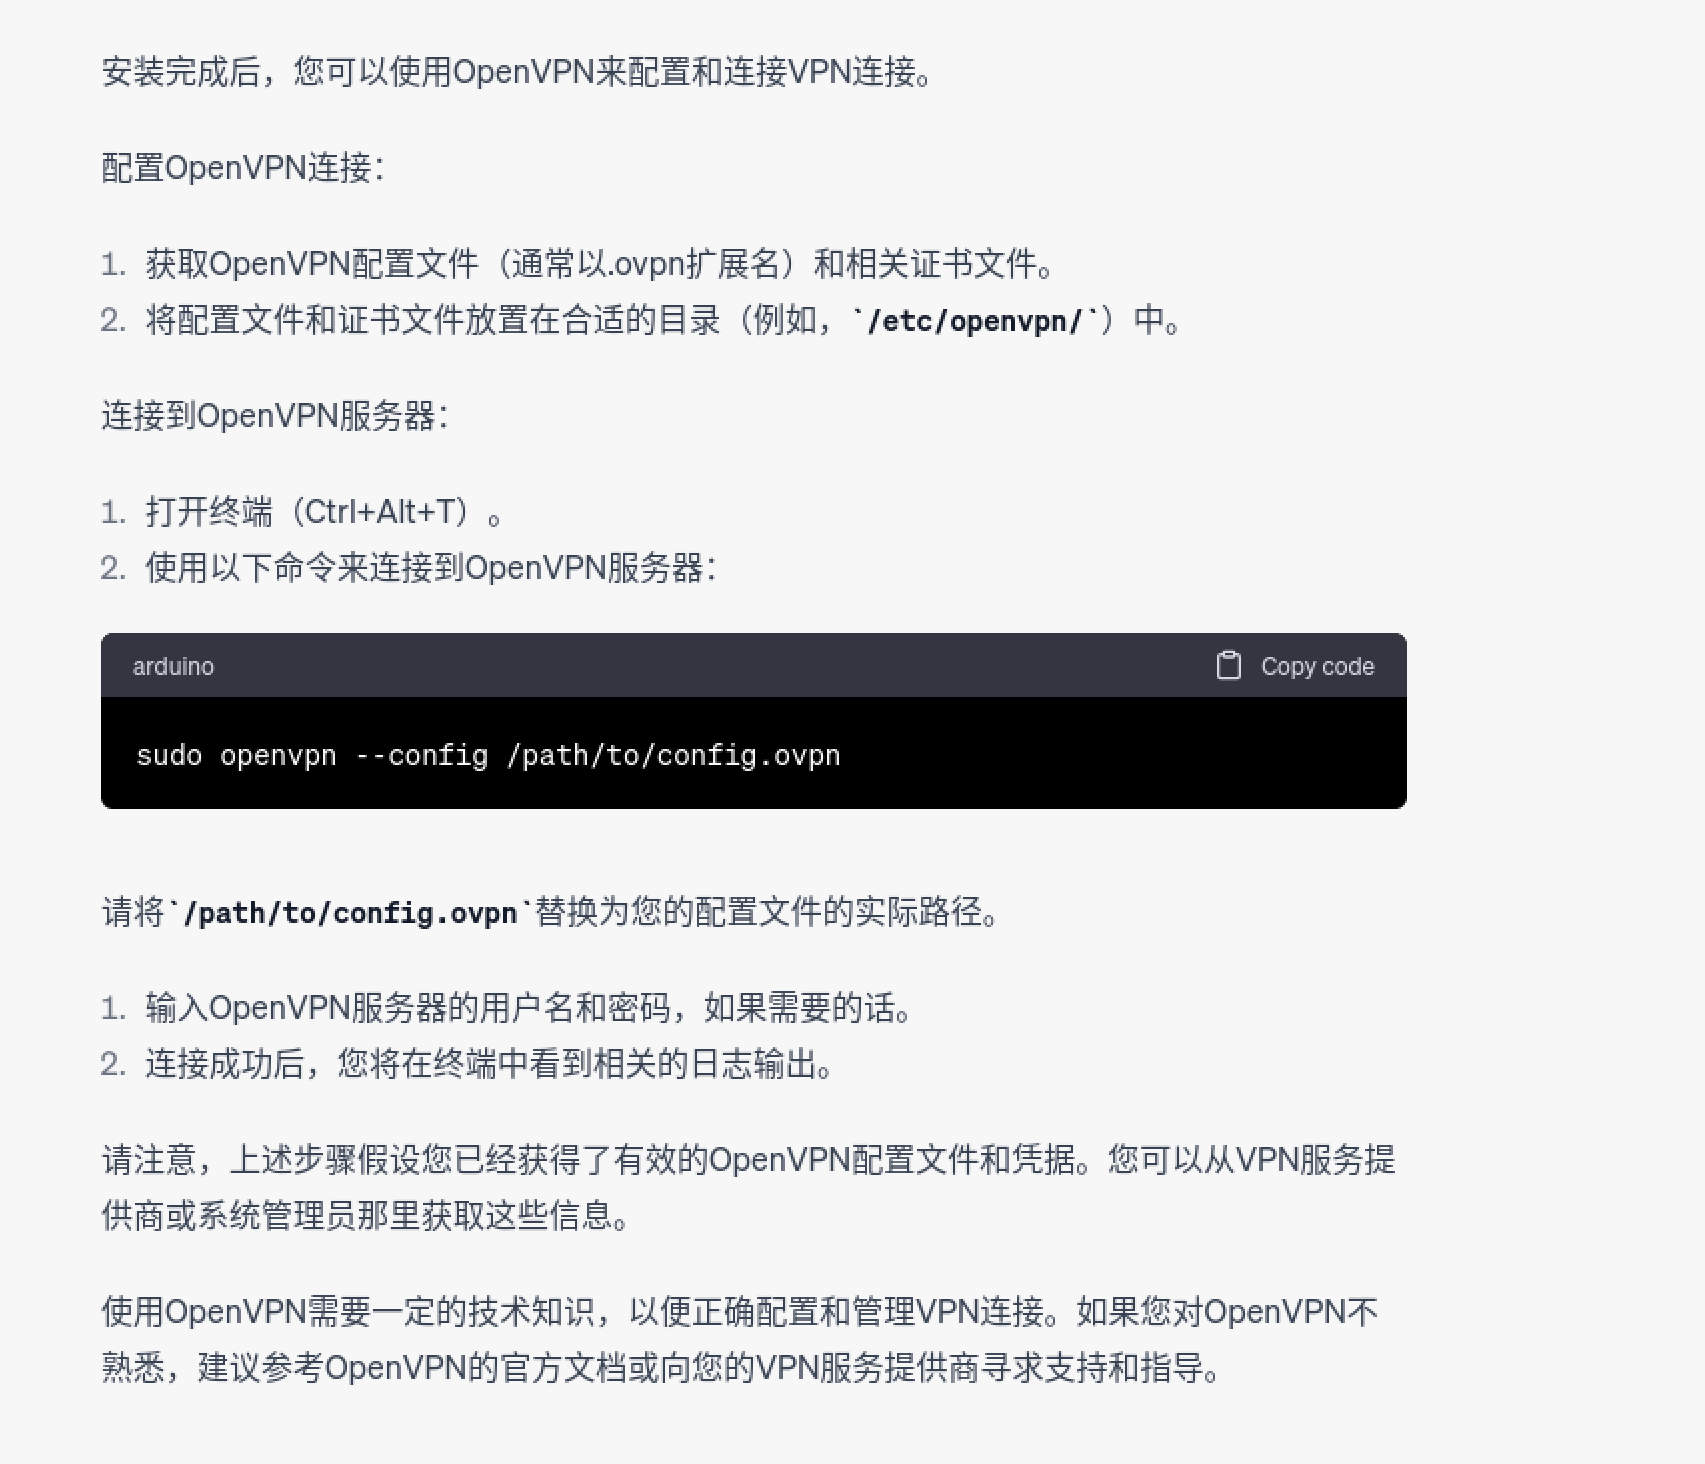 安装完成后，您可以使用OpenVPN来配置和连接VPN连接。
配置OpenVPN连接：
1. 获取OpenVPN配置文件（通常以.ovpn扩展名）和相关证书文件。
2. 将配置文件和证书文件放置在合适的目录（例如，`/etc/openvpn/`）中。
连接到OpenVPN服务器：
1. 打开终端（Ctrl+Alt+T）。
2. 使用以下命令来连接到OpenVPN服务器：
arduino Copy code
sudo openvpn --config /path/to/config.ovpn
请将`/path/to/config.ovpn`替换为您的配置文件的实际路径。
1. 输入OpenVPN服务器的用户名和密码，如果需要的话。
2. 连接成功后，您将在终端中看到相关的日志输出。
请注意，上述步骤假设您已经获得了有效的OpenVPN配置文件和凭据。您可以从VPN服务提
供商或系统管理员那里获取这些信息。
使用OpenVPN需要一定的技术知识，以便正确配置和管理VPN连接。如果您对OpenVPN不
熟悉，建议参考OpenVPN的官方文档或向您的VPN服务提供商寻求支持和指导。